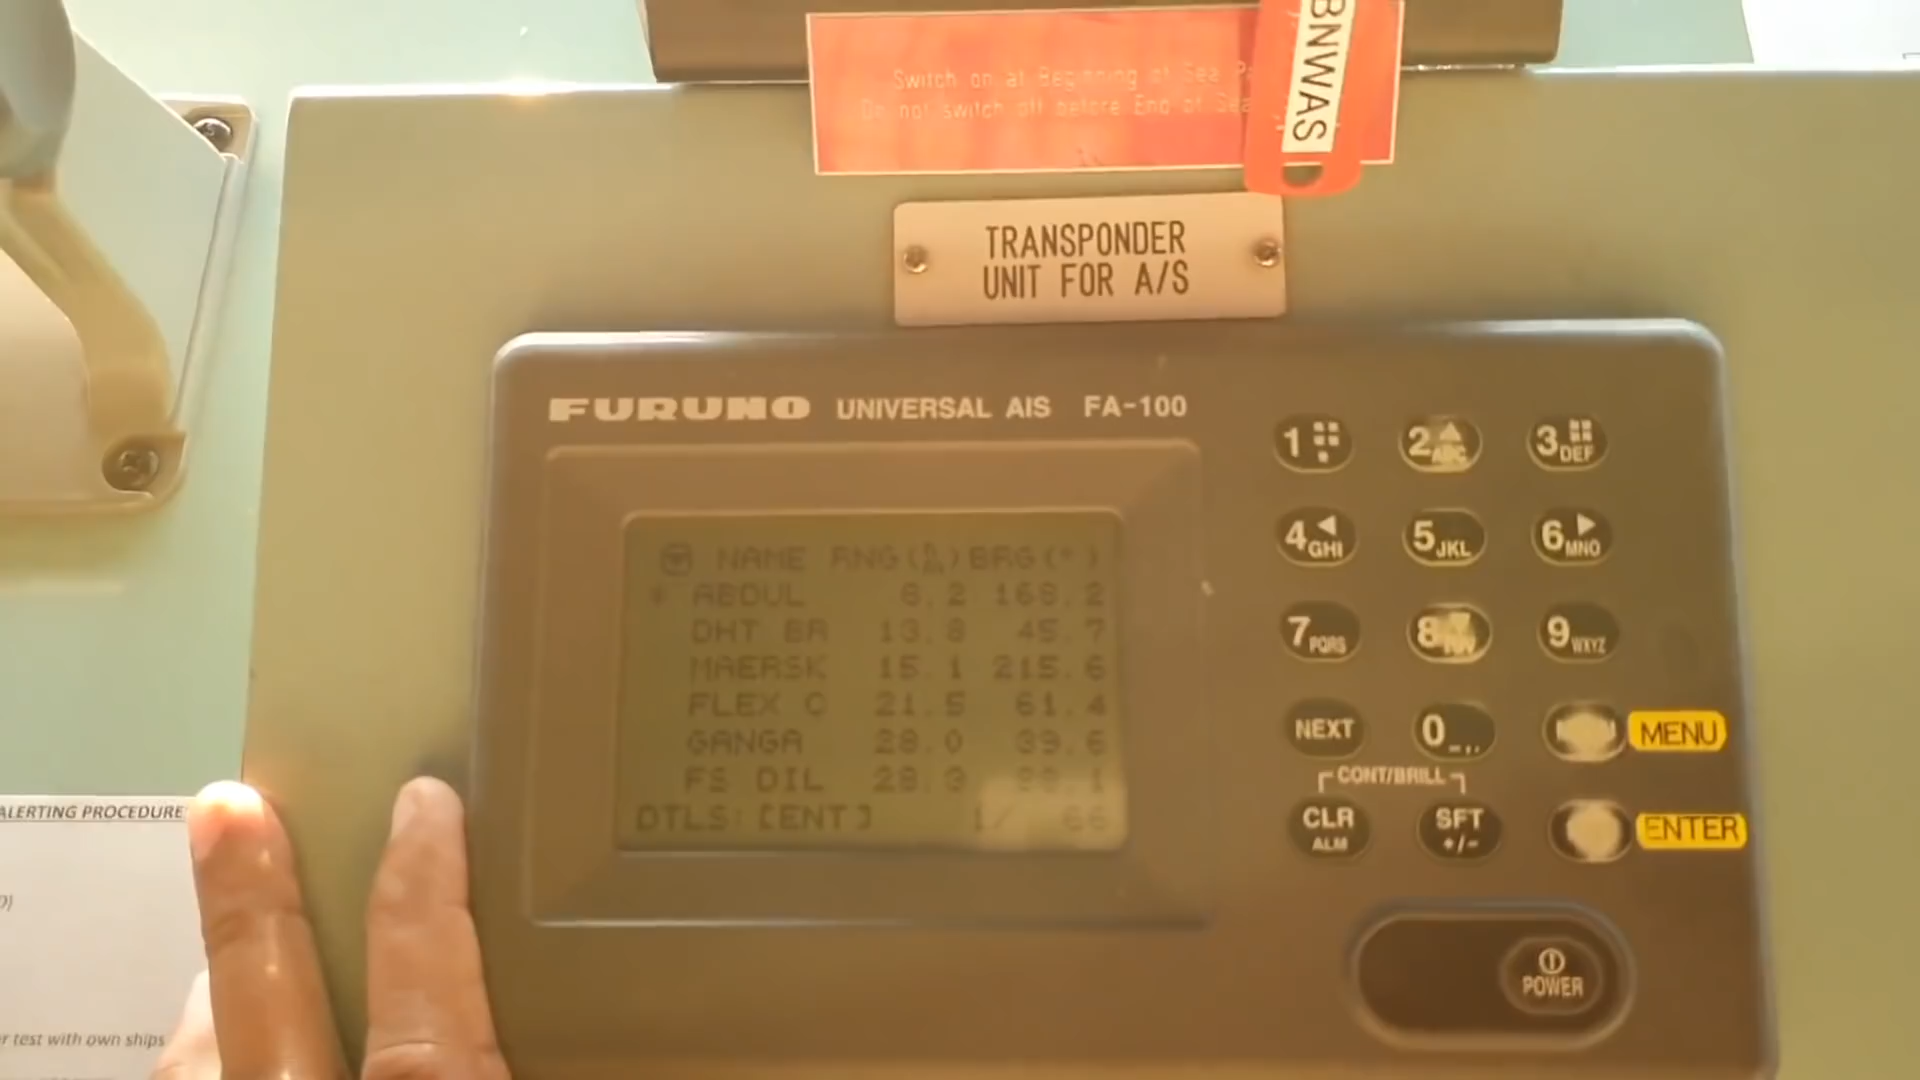 BNWAS
Switch on at Beginning of Sea
Do not switch off before End of Sea
TRANSPONDER
UNIT FOR A/S
FURUNO UNIVERSAL AIS FA-100
NAME RNG( ) BRG(°)
ABDUL 168.2
DHT BR 13.8 45.7
MAERSK 15.1 215.6
FLEX C 21.5 61.4
GANGA 28.0 39.6
FS DIL
DTLS:[ENT] 1/ 66
1
2 ABC
3 DEF
4 GHI
5 JKL
6 MNO
7 PQRS
8
9 WXYZ
NEXT
0 _,,
MENU
CONT/BRILL
CLR
ALM
SFT
*/-
ENTER
POWER
ALERTING PROCEDURE
test with own ships